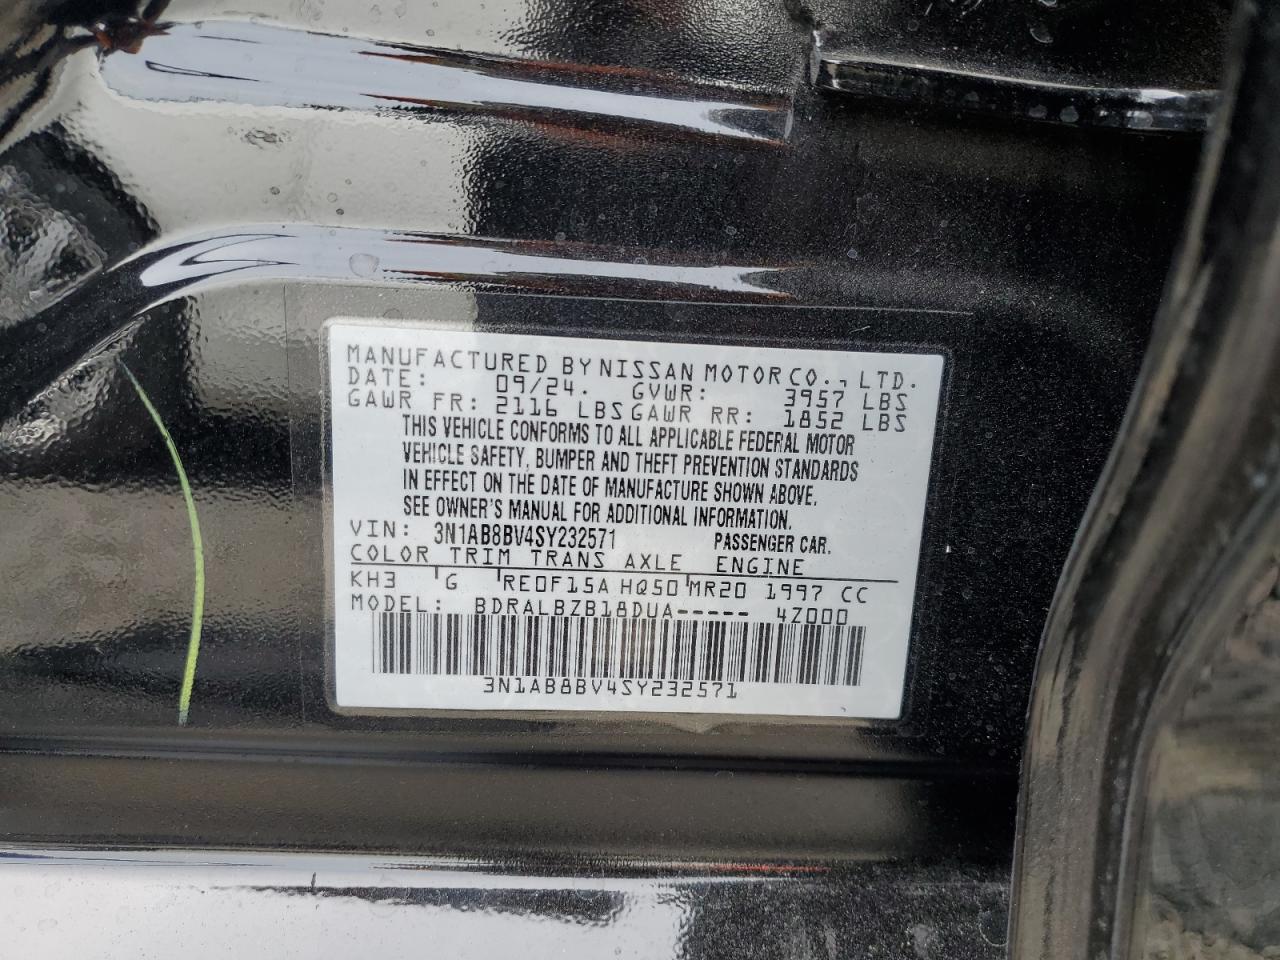 MANUFACTURED BY NISSAN MOTOR CO., LTD.
DATE: 09/24. GVWR: 3957 LBS
GAWR FR: 2116 LBS GAWR RR: 1852 LBS
THIS VEHICLE CONFORMS TO ALL APPLICABLE FEDERAL MOTOR
VEHICLE SAFETY, BUMPER AND THEFT PREVENTION STANDARDS
IN EFFECT ON THE DATE OF MANUFACTURE SHOWN ABOVE.
SEE OWNER'S MANUAL FOR ADDITIONAL INFORMATION.
VIN: 3N1AB8BV4SY232571 PASSENGER CAR.
COLOR TRIM TRANS AXLE ENGINE
KH3 G RE0F15A HQ50 MR20 1997 CC
MODEL: BDRALBZB18DUA----- 4Z000
3N1AB8BV4SY232571